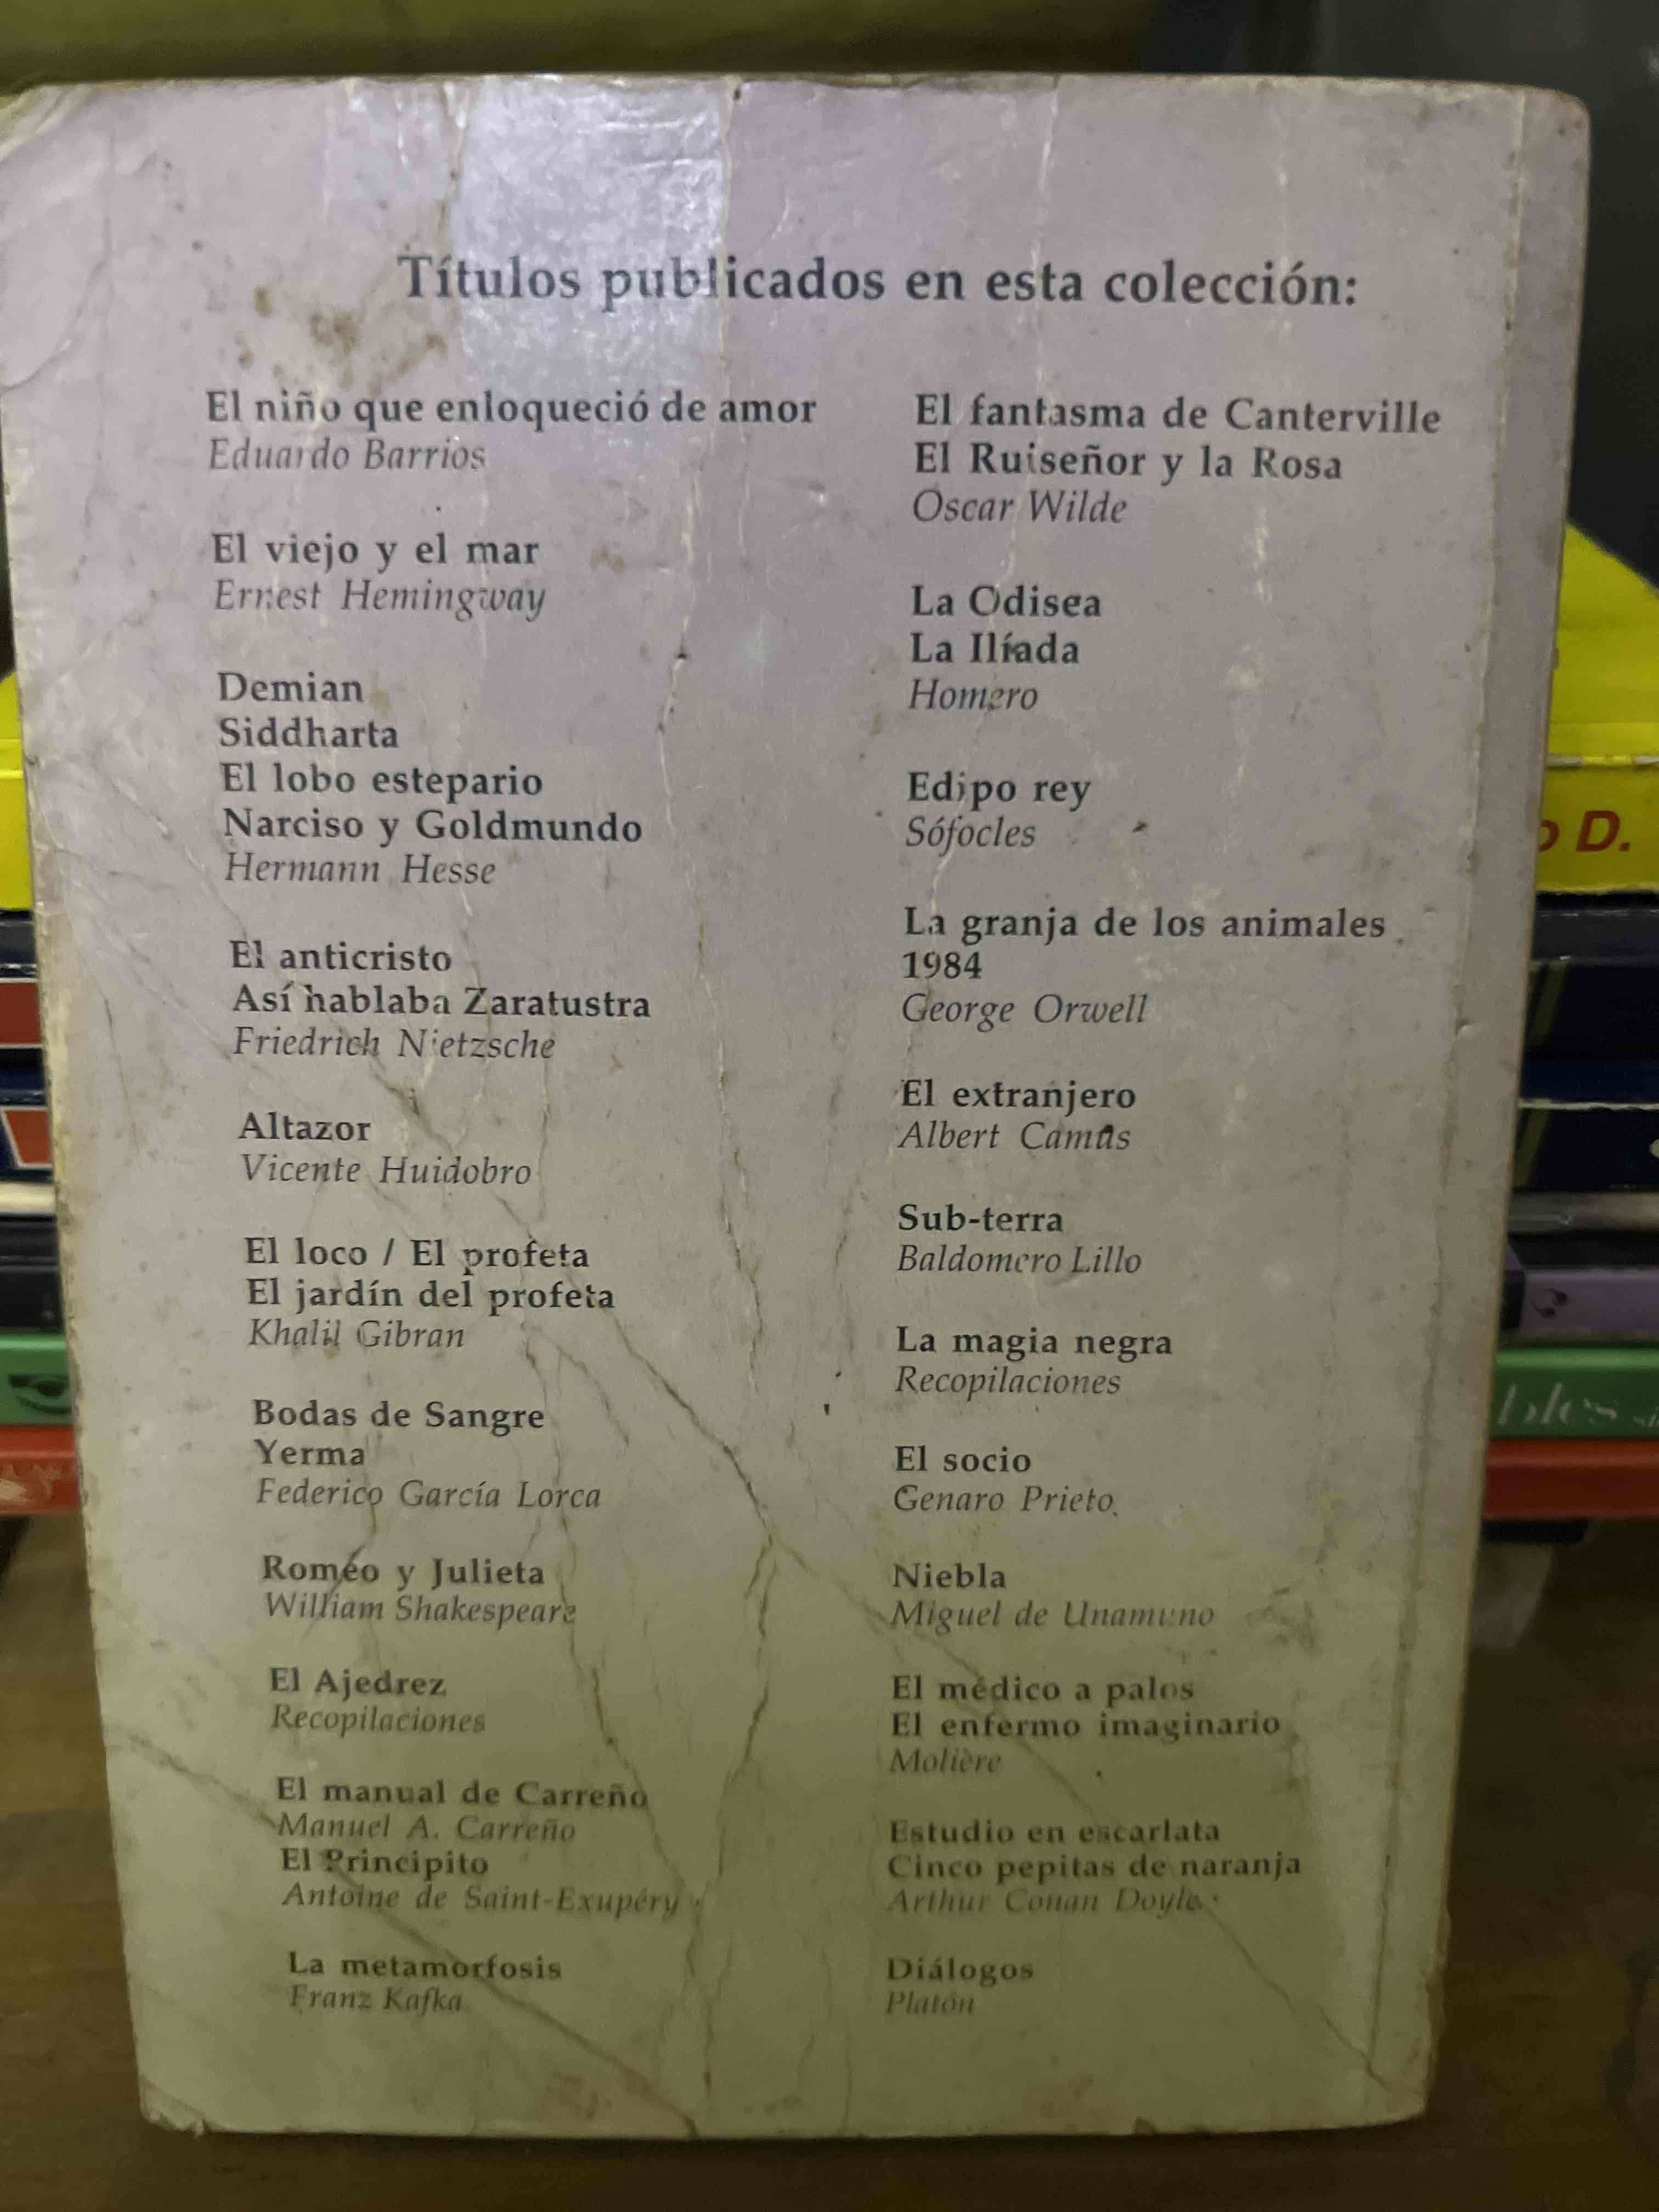 Títulos publicados en esta colección:
El niño que enloqueció de amor
Eduardo Barrios
El viejo y el mar
Ernest Hemingway
Demian
Siddharta
El lobo estepario
Narciso y Goldmundo
Hermann Hesse
El anticristo
Así hablaba Zaratustra
Friedrich Nietzsche
Altazor
Vicente Huidobro
El loco / El profeta
El jardín del profeta
Khalil Gibran
Bodas de Sangre
Yerma
Federico García Lorca
Romeo y Julieta
William Shakespeare
El Ajedrez
Recopilaciones
El manual de Carreño
Manuel A. Carreño
El Principito
Antoine de Saint-Exupéry
La metamorfosis
Franz Kafka
El fantasma de Canterville
El Ruiseñor y la Rosa
Oscar Wilde
La Odisea
La Ilíada
Homero
Edipo rey
Sófocles
La granja de los animales
1984
George Orwell
El extranjero
Albert Camus
Sub-terra
Baldomero Lillo
La magia negra
Recopilaciones
El socio
Genaro Prieto
Niebla
Miguel de Unamuno
El médico a palos
El enfermo imaginario
Molière
Estudio en escarlata
Cinco pepitas de naranja
Arthur Conan Doyle
Diálogos
Platón
D.